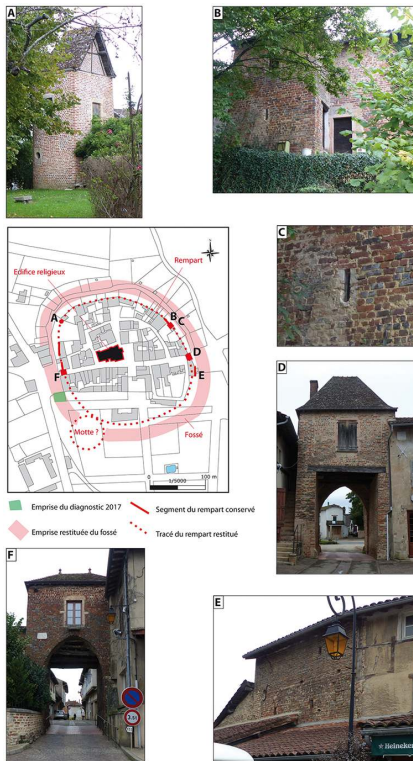 A
B
C
D
Edifice religieux
Rempart
A
B
C
D
E
F
Motte ?
Fossé
0
100 m
1/5000
Emprise du diagnostic 2017
Segment du rempart conservé
Emprise restituée du fossé
Tracé du rempart restitué
F
E
Heineken